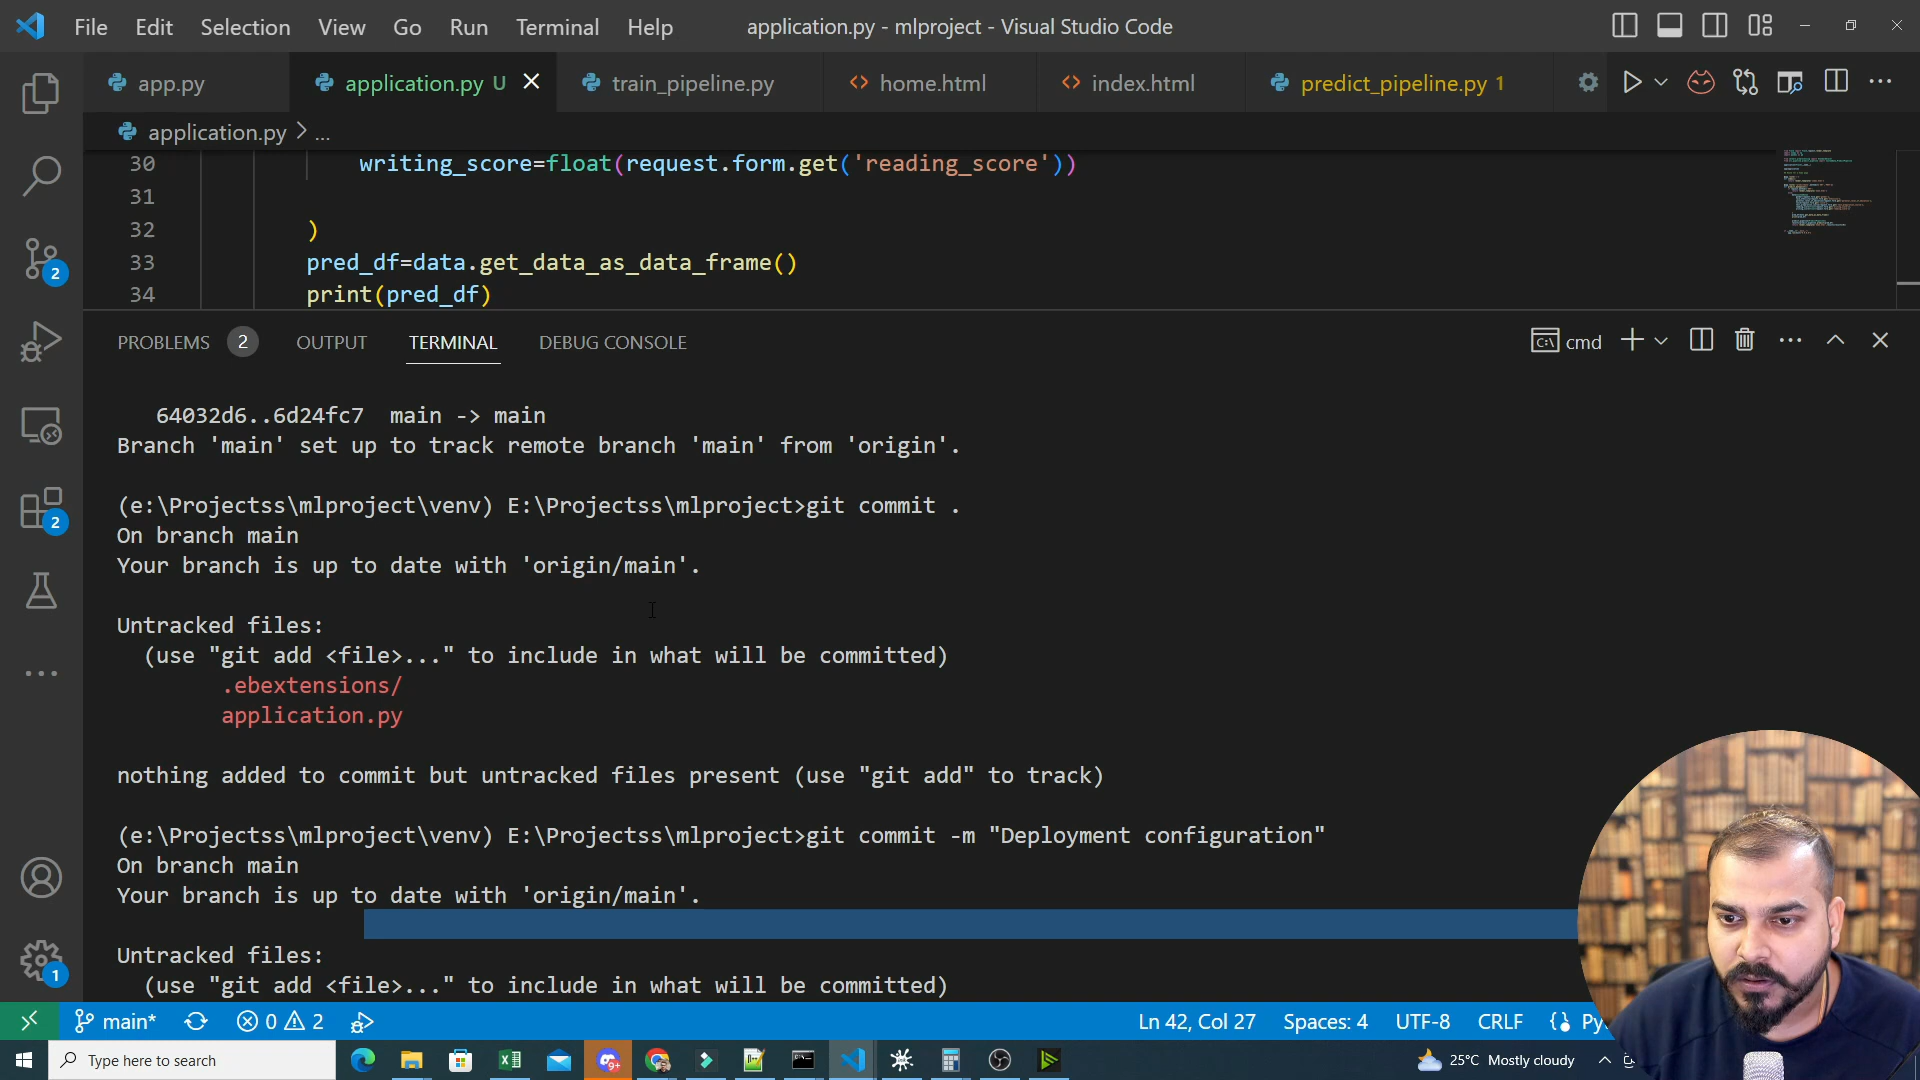 File Edit Selection View Go Run Terminal Help
application.py - mlproject - Visual Studio Code
app.py
application.py U
train_pipeline.py
home.html
index.html
predict_pipeline.py 1
application.py > ...
30 writing_score=float(request.form.get('reading_score'))
31
32 )
33 pred_df=data.get_data_as_data_frame()
34 print(pred_df)
PROBLEMS 2 OUTPUT TERMINAL DEBUG CONSOLE
cmd
64032d6..6d24fc7 main -> main
Branch 'main' set up to track remote branch 'main' from 'origin'.
(e:\Projectss\mlproject\venv) E:\Projectss\mlproject>git commit .
On branch main
Your branch is up to date with 'origin/main'.
Untracked files:
(use "git add <file>..." to include in what will be committed)
.ebextensions/
application.py
nothing added to commit but untracked files present (use "git add" to track)
(e:\Projectss\mlproject\venv) E:\Projectss\mlproject>git commit -m "Deployment configuration"
On branch main
Your branch is up to date with 'origin/main'.
Untracked files:
(use "git add <file>..." to include in what will be committed)
2
2
1
main* 0 2
Ln 42, Col 27 Spaces: 4 UTF-8 CRLF Py
Type here to search
9+
25°C Mostly cloudy